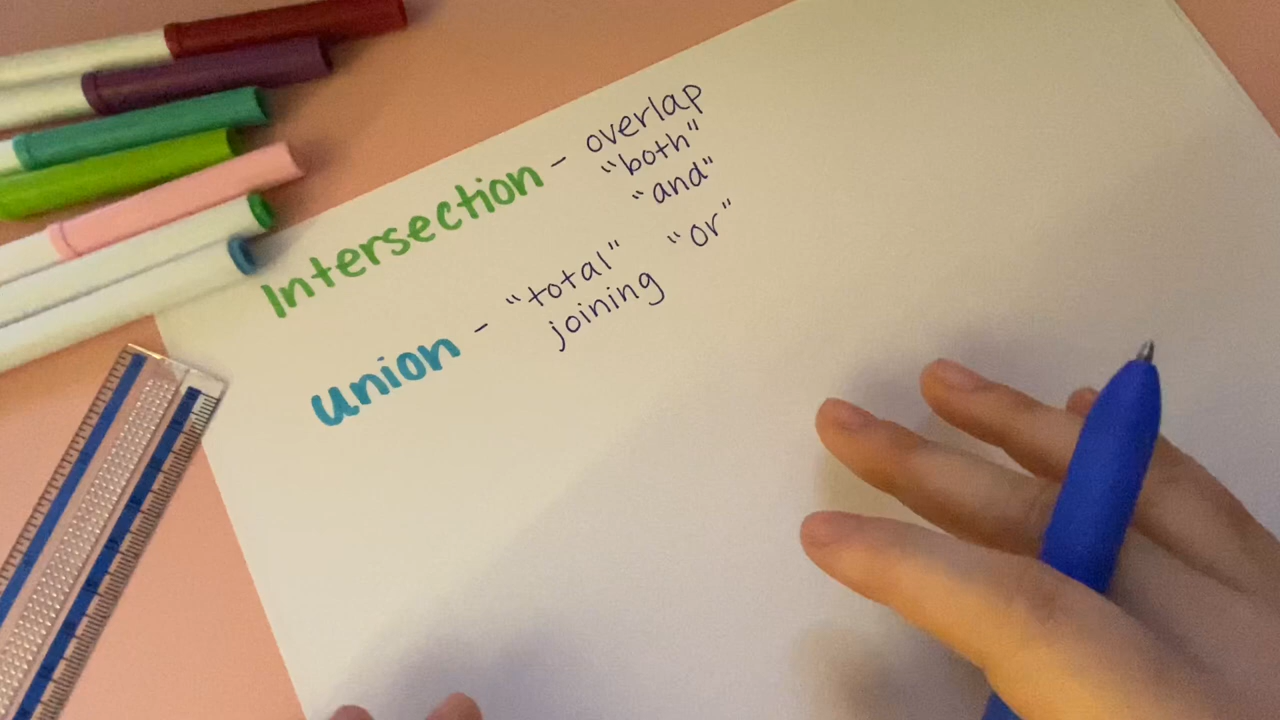 Intersection - overlap
"both"
"and"
union - "total" "or"
joining